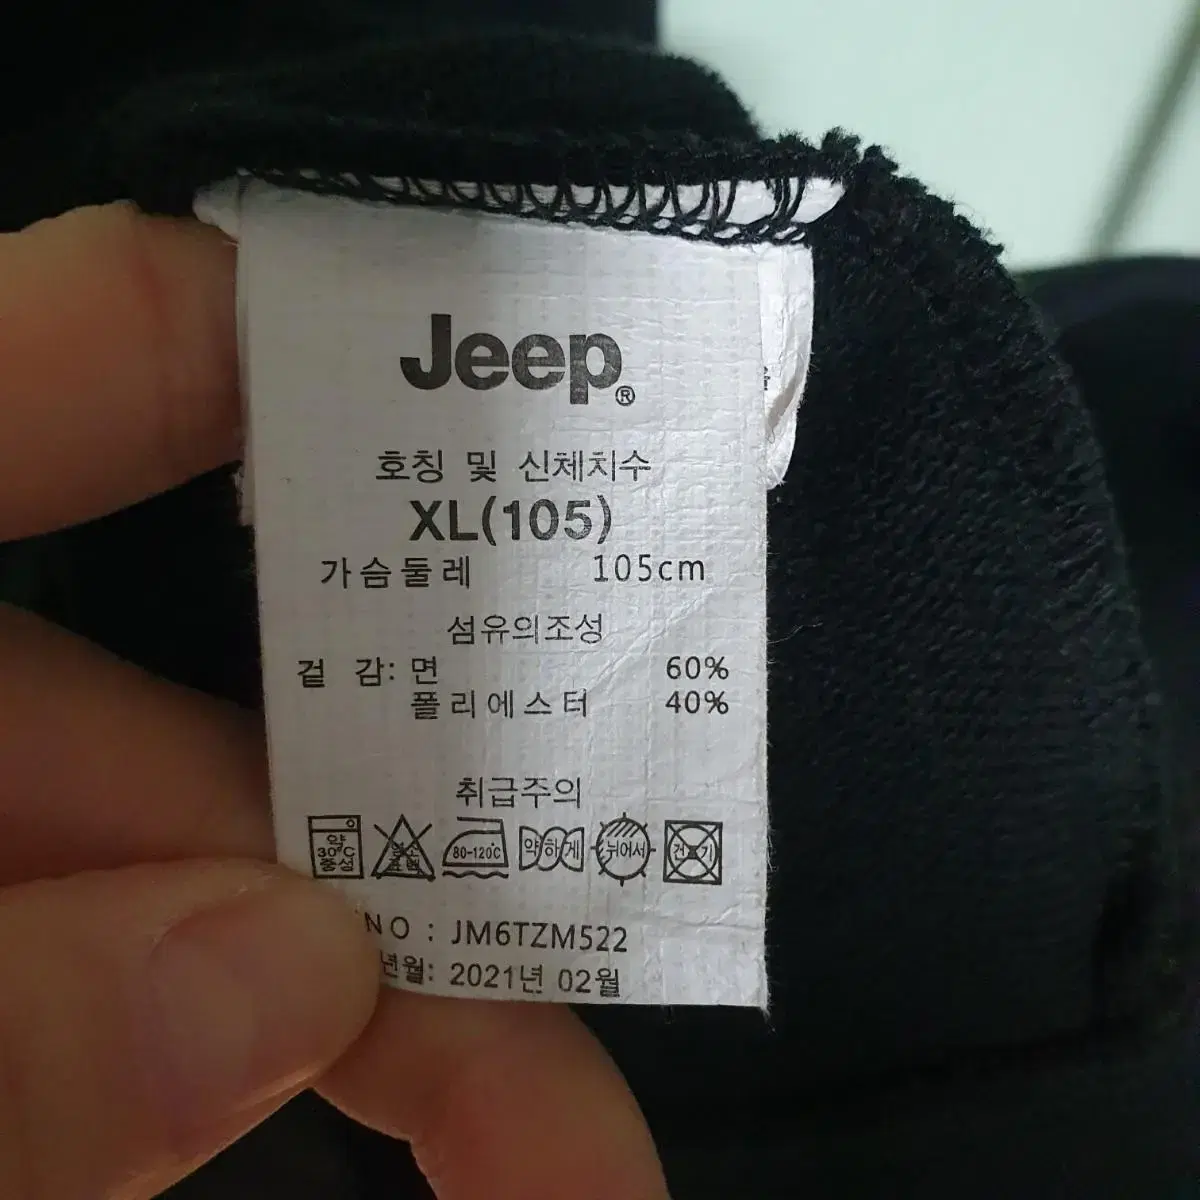 Jeep®
호칭 및 신체치수
XL(105)
가슴둘레 105cm
섬유의조성
겉 감: 면 60%
폴리에스터 40%
취급주의
약 30℃ 중성 80-120℃ 약하게 뉘어서 건조기
NO : JM6TZM522
년월: 2021년 02월